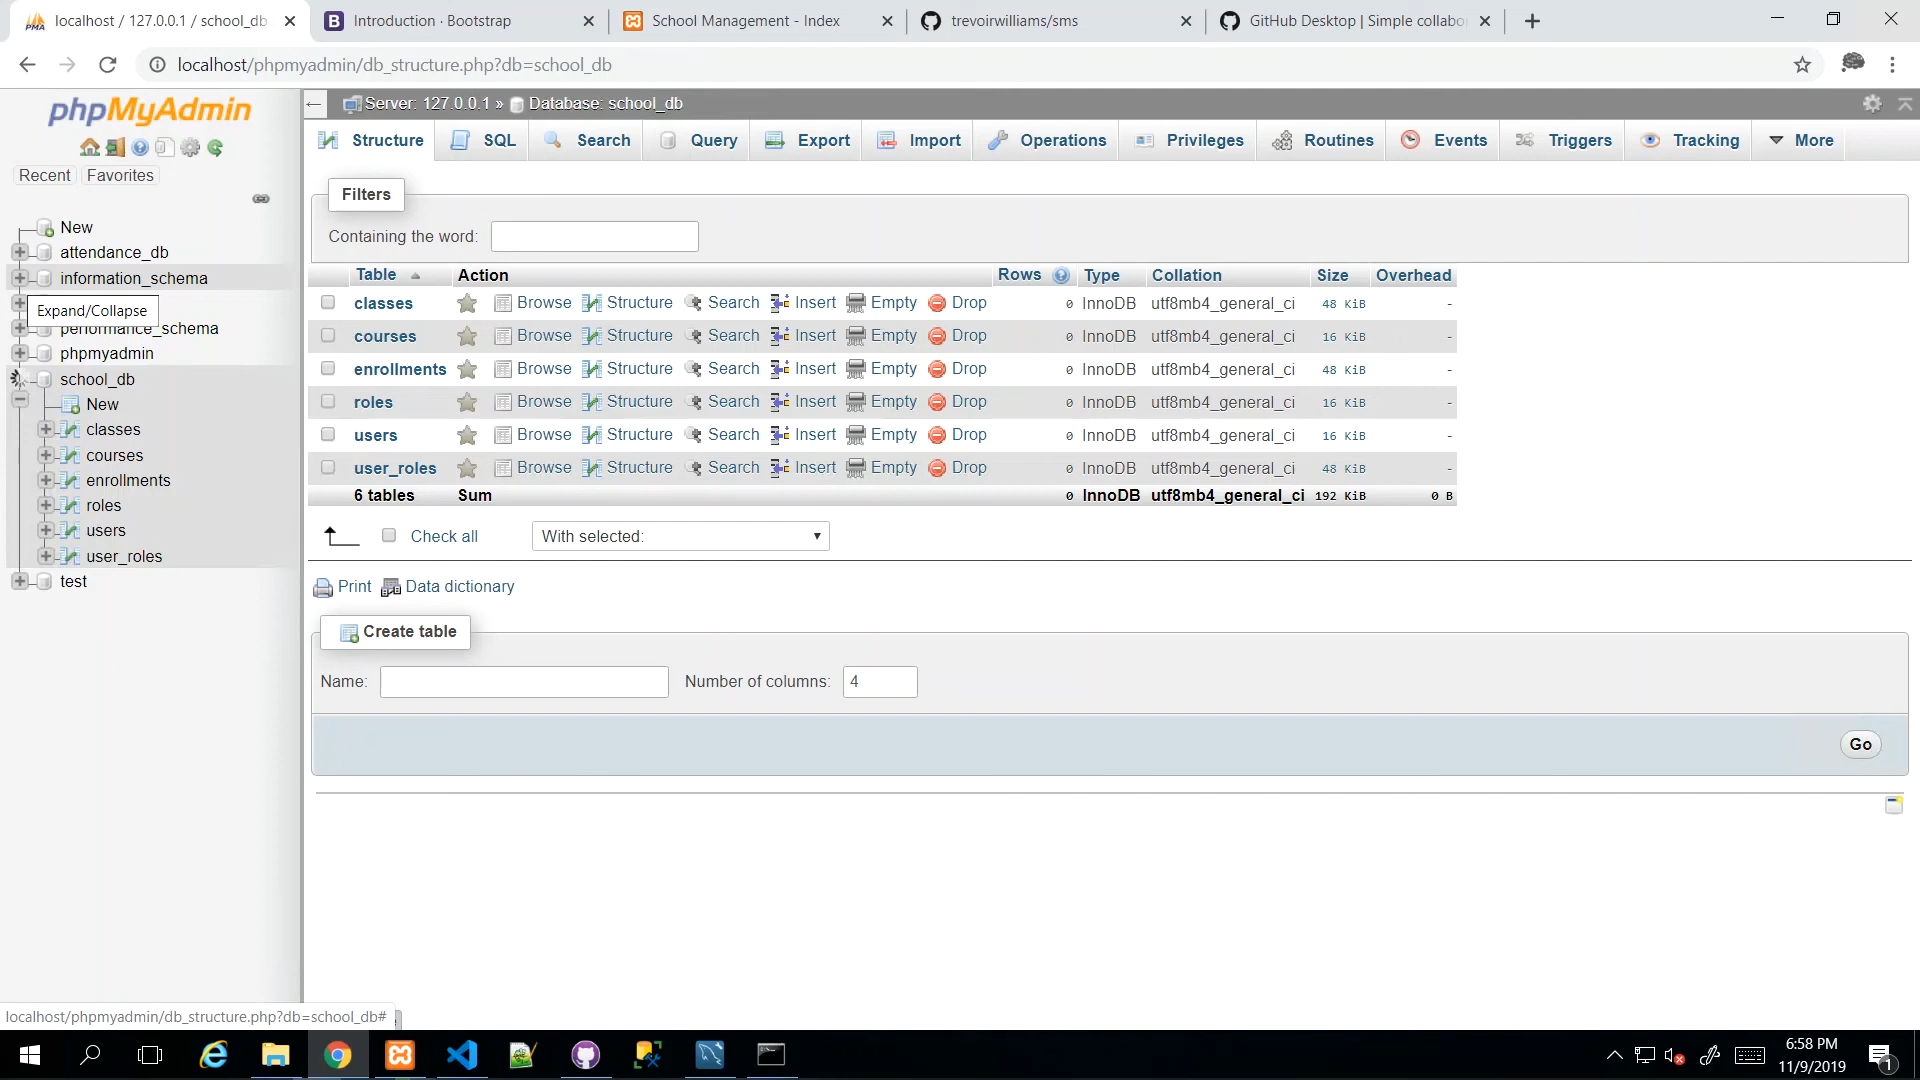 localhost / 127.0.0.1 / school_db
Introduction · Bootstrap
School Management - Index
trevoirwilliams/sms
GitHub Desktop | Simple collabo
localhost/phpmyadmin/db_structure.php?db=school_db
phpMyAdmin
Recent Favorites
New
attendance_db
information_schema
Expand/Collapse
performance_schema
phpmyadmin
school_db
New
classes
courses
enrollments
roles
users
user_roles
test
Server: 127.0.0.1 » Database: school_db
Structure SQL Search Query Export Import Operations Privileges Routines Events Triggers Tracking More
Filters
Containing the word:
Table Action Rows Type Collation Size Overhead
classes Browse Structure Search Insert Empty Drop 0 InnoDB utf8mb4_general_ci 48 KiB -
courses Browse Structure Search Insert Empty Drop 0 InnoDB utf8mb4_general_ci 16 KiB -
enrollments Browse Structure Search Insert Empty Drop 0 InnoDB utf8mb4_general_ci 48 KiB -
roles Browse Structure Search Insert Empty Drop 0 InnoDB utf8mb4_general_ci 16 KiB -
users Browse Structure Search Insert Empty Drop 0 InnoDB utf8mb4_general_ci 16 KiB -
user_roles Browse Structure Search Insert Empty Drop 0 InnoDB utf8mb4_general_ci 48 KiB -
6 tables Sum 0 InnoDB utf8mb4_general_ci 192 KiB 0 B
Check all With selected:
Print Data dictionary
Create table
Name: Number of columns: 4
Go
localhost/phpmyadmin/db_structure.php?db=school_db#
6:58 PM
11/9/2019
1